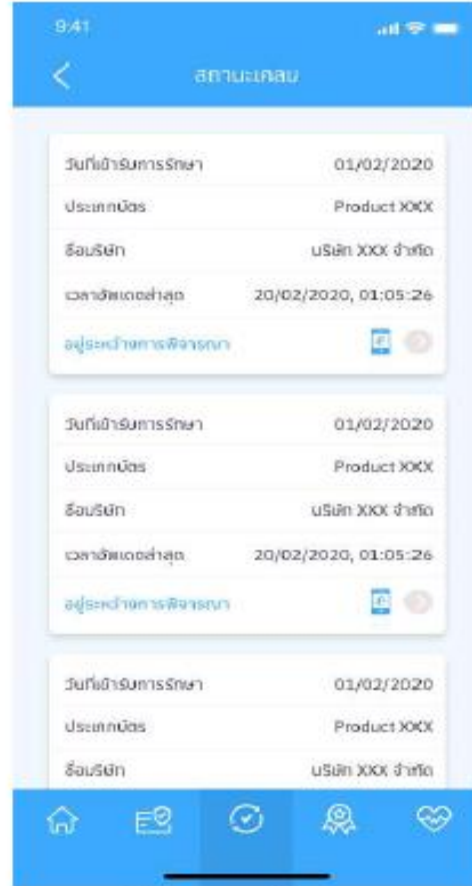 9:41
สถานะเคลม
วันที่เข้ารับการรักษา 01/02/2020
ประเภทบัตร Product XXX
ชื่อบริษัท บริษัท XXX จำกัด
เวลาอัพเดตล่าสุด 20/02/2020, 01:05:26
อยู่ระหว่างการพิจารณา
วันที่เข้ารับการรักษา 01/02/2020
ประเภทบัตร Product XXX
ชื่อบริษัท บริษัท XXX จำกัด
เวลาอัพเดตล่าสุด 20/02/2020, 01:05:26
อยู่ระหว่างการพิจารณา
วันที่เข้ารับการรักษา 01/02/2020
ประเภทบัตร Product XXX
ชื่อบริษัท บริษัท XXX จำกัด